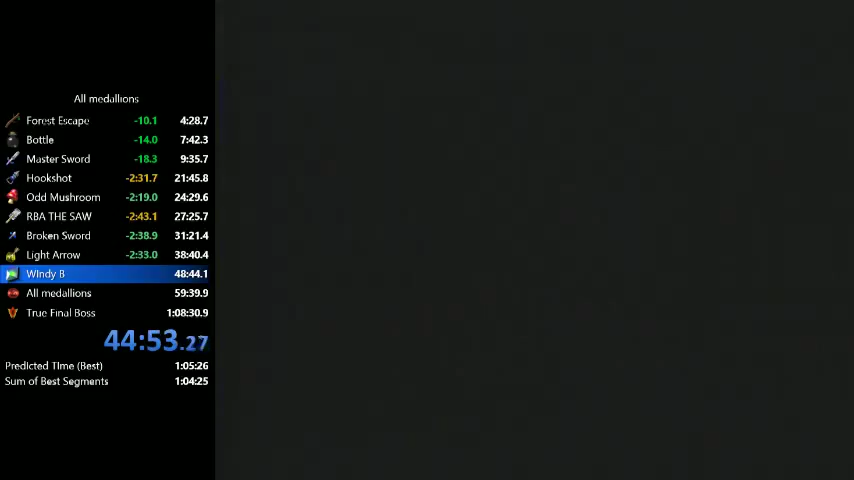 All medallions
Forest Escape -10.1 4:28.7
Bottle -14.0 7:42.3
Master Sword -18.3 9:35.7
Hookshot -2:31.7 21:45.8
Odd Mushroom -2:19.0 24:29.6
RBA THE SAW -2:43.1 27:25.7
Broken Sword -2:38.9 31:21.4
Light Arrow -2:33.0 38:40.4
Windy B 48:44.1
All medallions 59:39.9
True Final Boss 1:08:30.9
44:53.27
Predicted Time (Best) 1:05:26
Sum of Best Segments 1:04:25